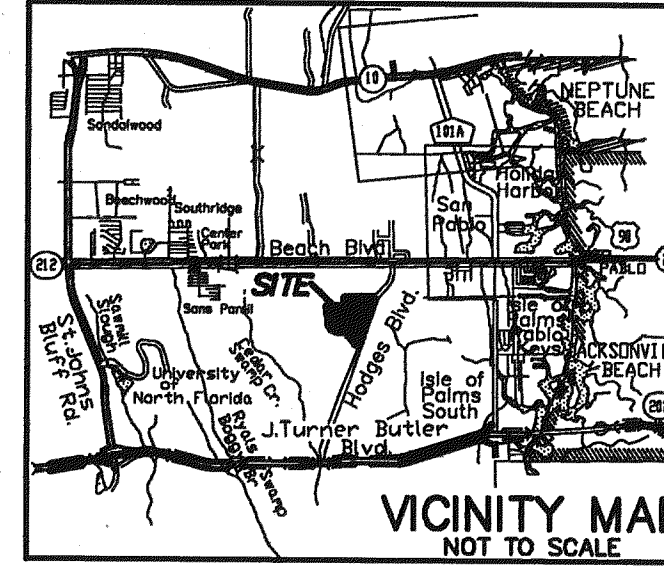 10
NEPTUNE
BEACH
Sandalwood
101A
Holiday
Harbor
Beechwood
Southridge
San
Pablo
Center
Park
Beach Blvd
90
212
PABLO
SITE
Sans Pareil
Sawmill
Slough
St.Johns
Bluff Rd.
Isle of
Palms
Pablo
Keys
JACKSONVI
BEACH
Cedar
Swamp Cr.
Hodges Blvd.
University
of
North Florida
Isle of
Palms
South
202
Ryals
Swamp
Boggy Br
J.Turner Butler
Blvd.
VICINITY MA
NOT TO SCALE